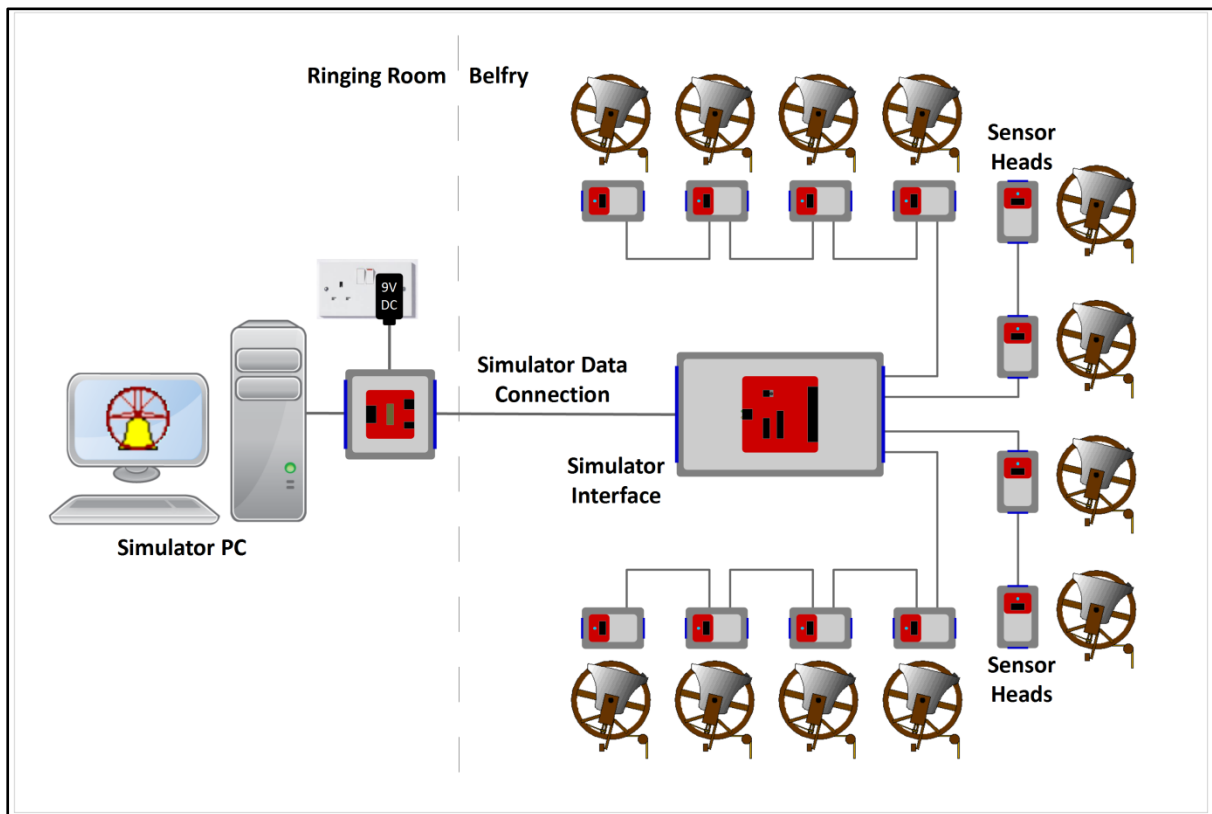 Ringing Room
Belfry
Sensor
Heads
9V
DC
Simulator Data
Connection
Simulator
Interface
Simulator PC
Sensor
Heads